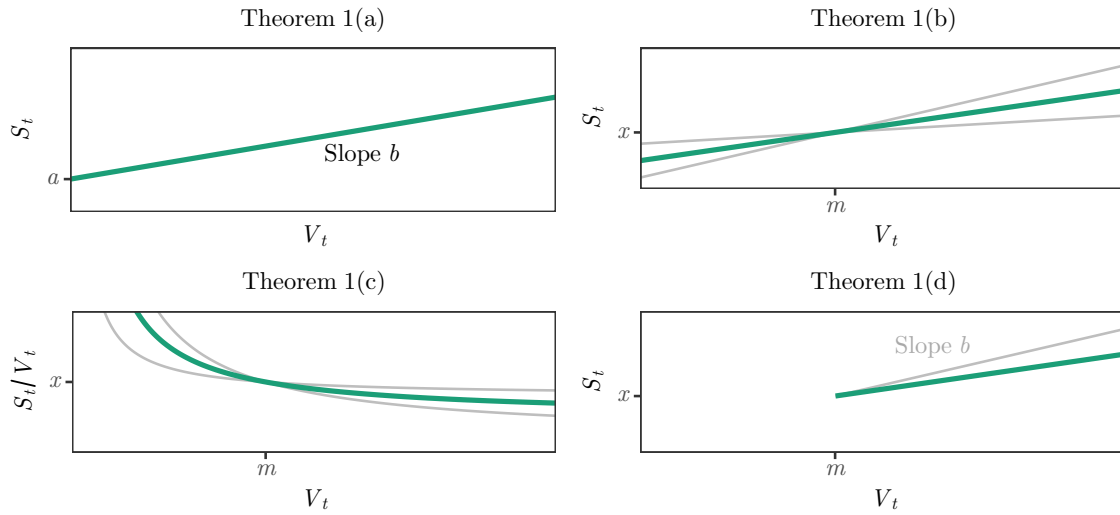 Theorem 1(a)
S_t
a
Slope b
V_t
Theorem 1(b)
S_t
x
m
V_t
Theorem 1(c)
S_t/V_t
x
m
V_t
Theorem 1(d)
S_t
x
Slope b
m
V_t